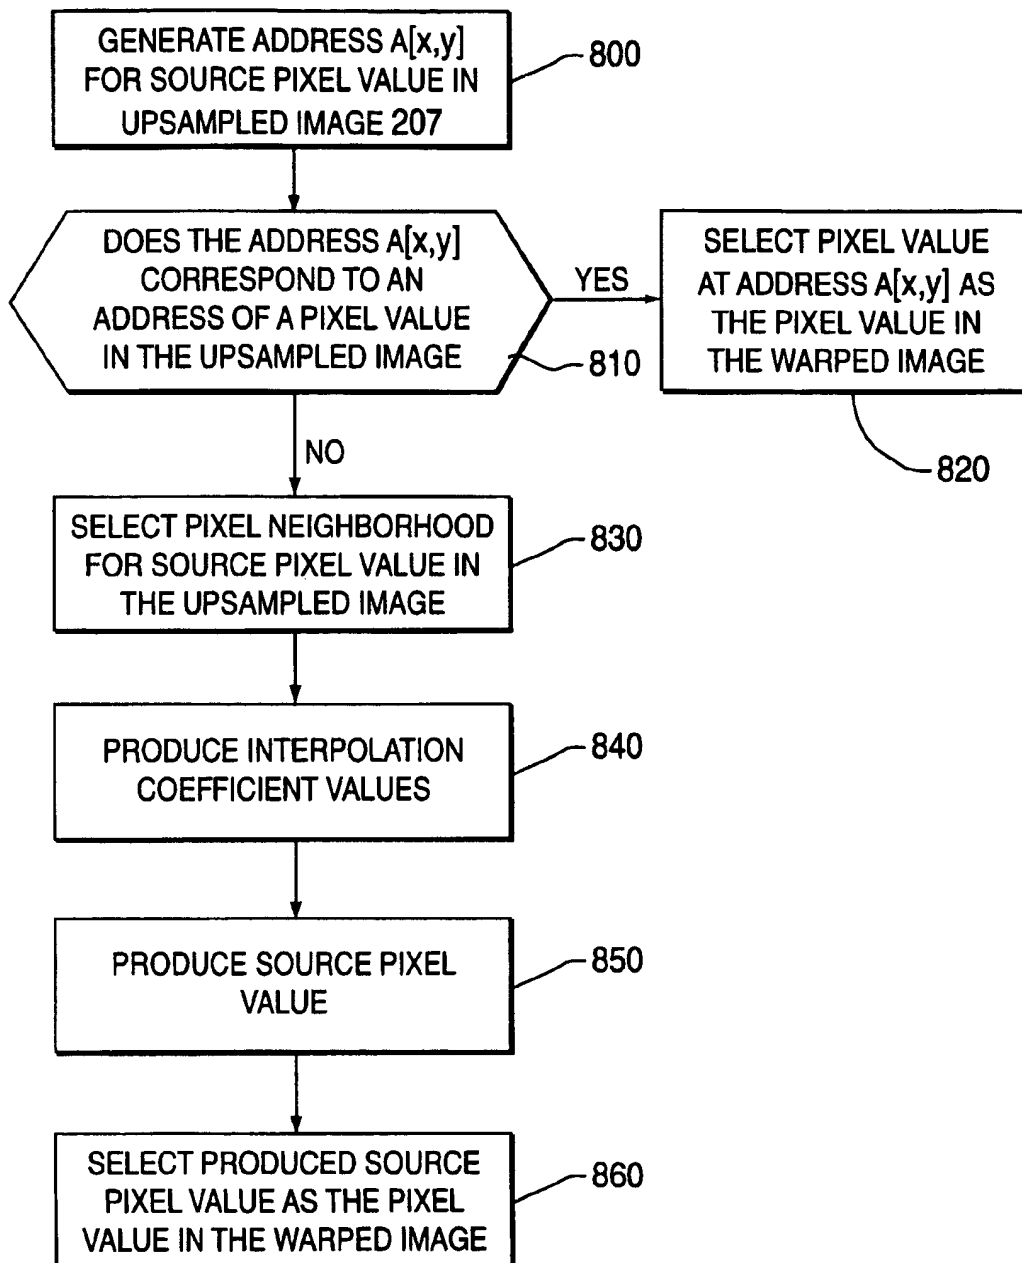 GENERATE ADDRESS A[x,y]
FOR SOURCE PIXEL VALUE IN
UPSAMPLED IMAGE 207
800
DOES THE ADDRESS A[x,y]
CORRESPOND TO AN
ADDRESS OF A PIXEL VALUE
IN THE UPSAMPLED IMAGE
810
YES
SELECT PIXEL VALUE
AT ADDRESS A[x,y] AS
THE PIXEL VALUE IN
THE WARPED IMAGE
820
NO
SELECT PIXEL NEIGHBORHOOD
FOR SOURCE PIXEL VALUE IN
THE UPSAMPLED IMAGE
830
PRODUCE INTERPOLATION
COEFFICIENT VALUES
840
PRODUCE SOURCE PIXEL
VALUE
850
SELECT PRODUCED SOURCE
PIXEL VALUE AS THE PIXEL
VALUE IN THE WARPED IMAGE
860